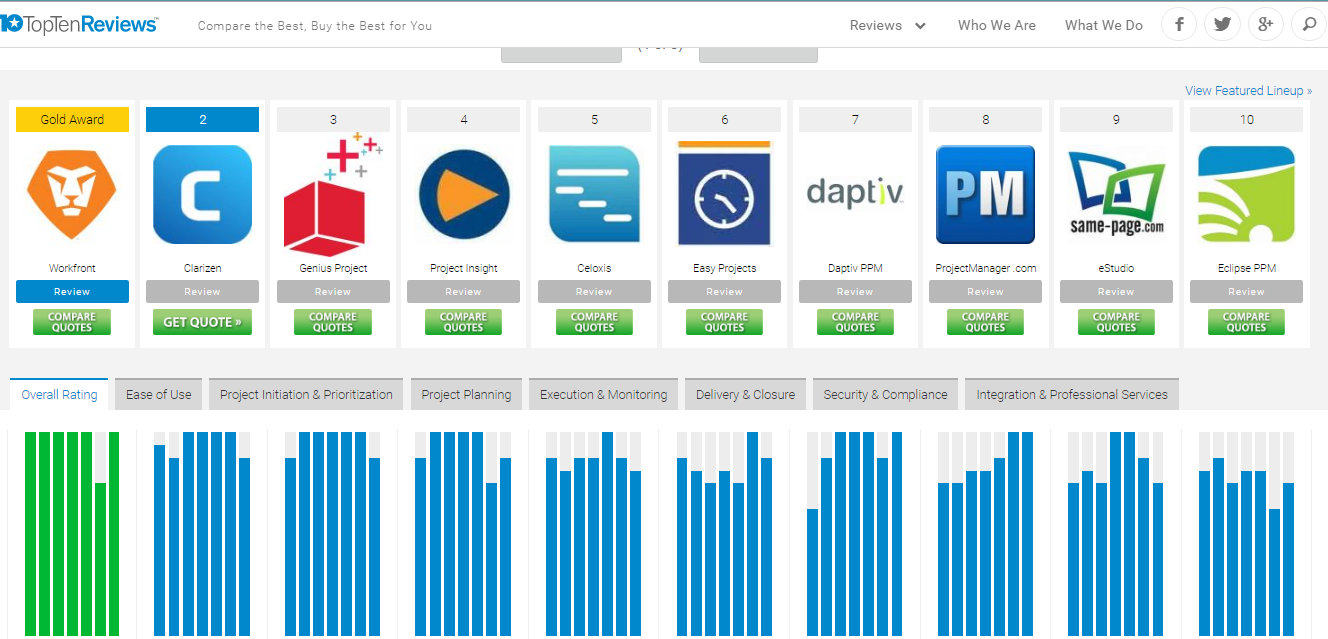 10TopTenReviews™
Compare the Best, Buy the Best for You
Reviews
Who We Are
What We Do
View Featured Lineup »
Gold Award
2
3
4
5
6
7
8
9
10
C
daptiv
PM
same-page.com
Workfront
Clarizen
Genius Project
Project Insight
Celoxis
Easy Projects
Daptiv PPM
ProjectManager .com
eStudio
Eclipse PPM
Review
Review
Review
Review
Review
Review
Review
Review
Review
Review
COMPARE
QUOTES
GET QUOTE »
COMPARE
QUOTES
COMPARE
QUOTES
COMPARE
QUOTES
COMPARE
QUOTES
COMPARE
QUOTES
COMPARE
QUOTES
COMPARE
QUOTES
COMPARE
QUOTES
Overall Rating
Ease of Use
Project Initiation & Prioritization
Project Planning
Execution & Monitoring
Delivery & Closure
Security & Compliance
Integration & Professional Services